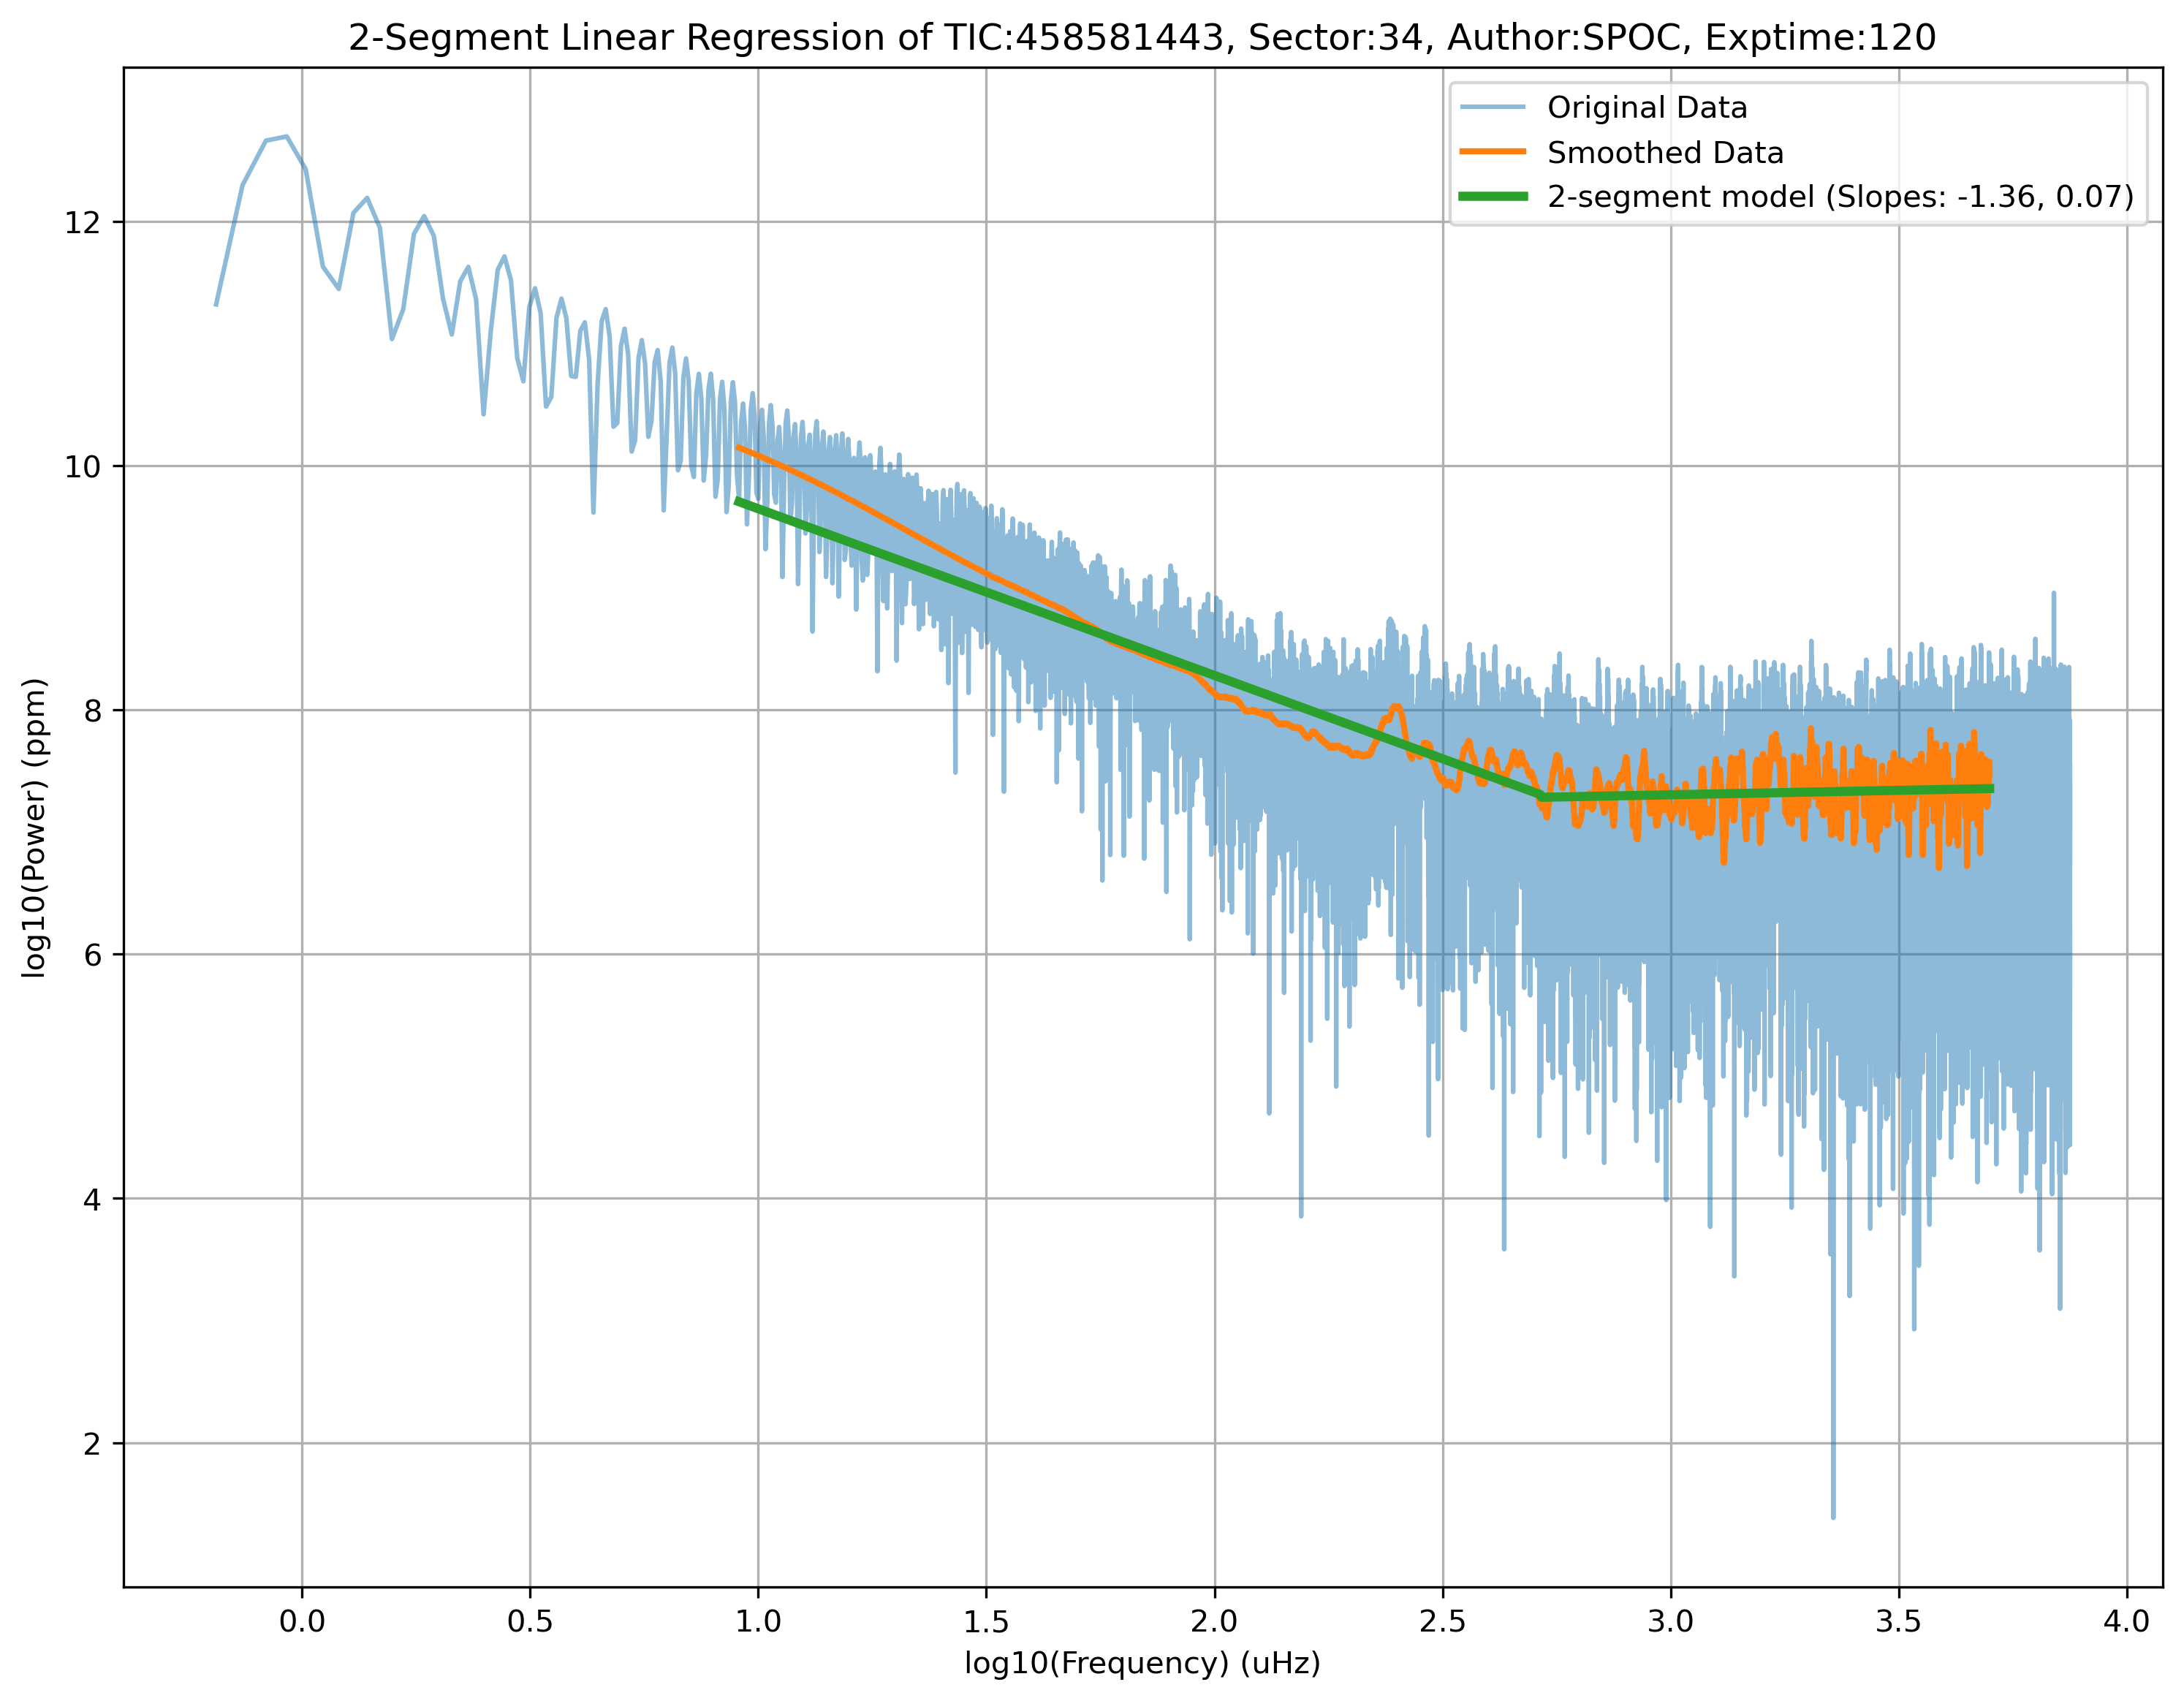 2-Segment Linear Regression of TIC:458581443, Sector:34, Author:SPOC, Exptime:120
Original Data
Smoothed Data
2-segment model (Slopes: -1.36, 0.07)
log10(Power) (ppm)
12
10
8
6
4
2
0.0 0.5 1.0 1.5 2.0 2.5 3.0 3.5 4.0
log10(Frequency) (uHz)